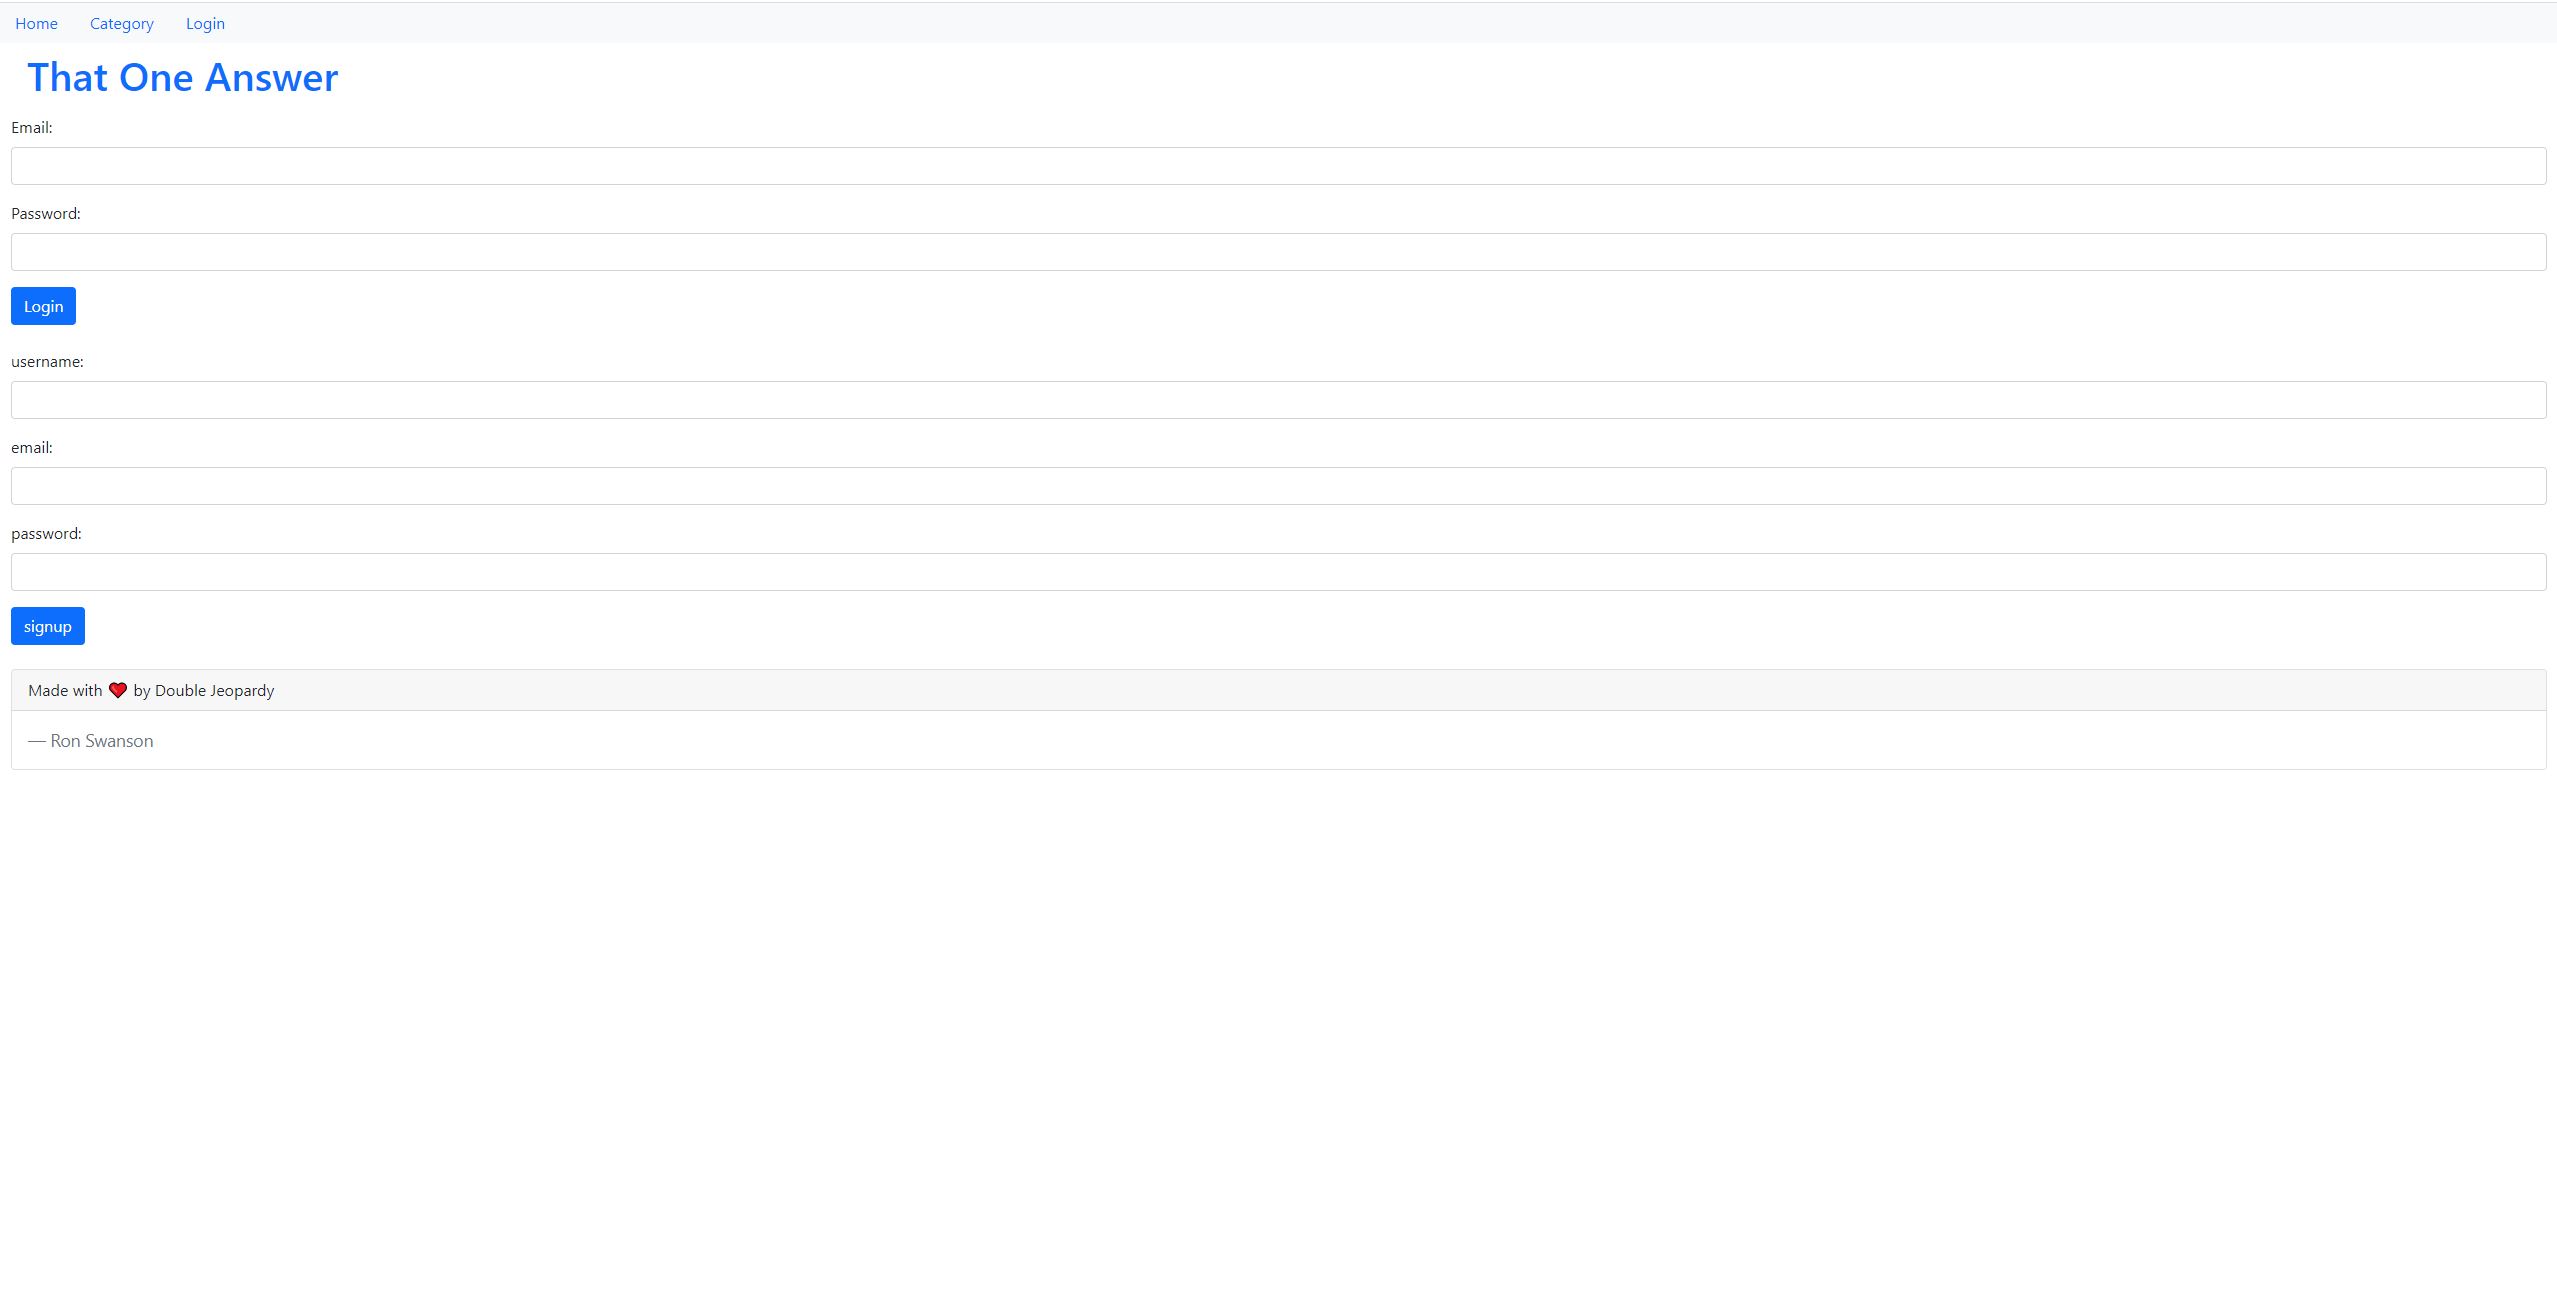 Home Category Login
That One Answer
Email:
Password:
Login
username:
email:
password:
signup
Made with ❤️ by Double Jeopardy
— Ron Swanson